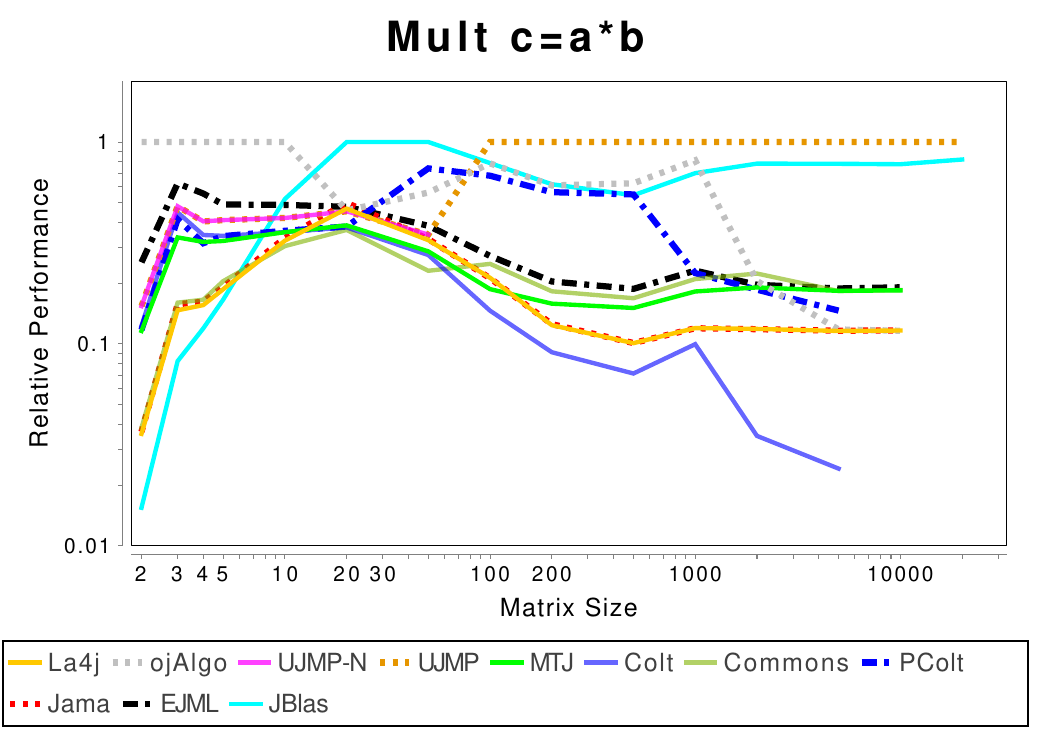 Mult c=a*b
Relative Performance
1
0.1
0.01
2 3 4 5 10 20 30 100 200 1000 10000
Matrix Size
La4j ojAlgo UJMP-N UJMP MTJ Colt Commons PColt
Jama EJML JBlas